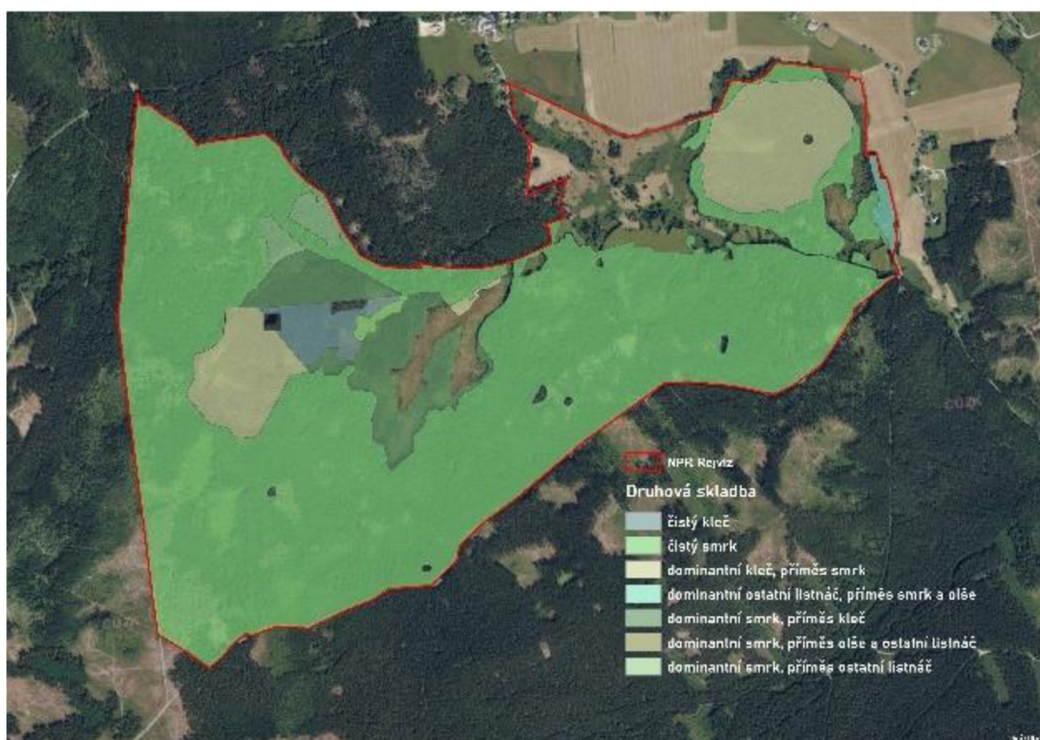 ČÚZK
NPR Rejvíz
Druhová skladba
čistý kleč
čistý smrk
dominantní kleč, příměs smrk
dominantní ostatní listnáč, příměs smrk a olše
dominantní smrk, příměs kleč
dominantní smrk, příměs olše a ostatní listnáč
dominantní smrk, příměs ostatní listnáč